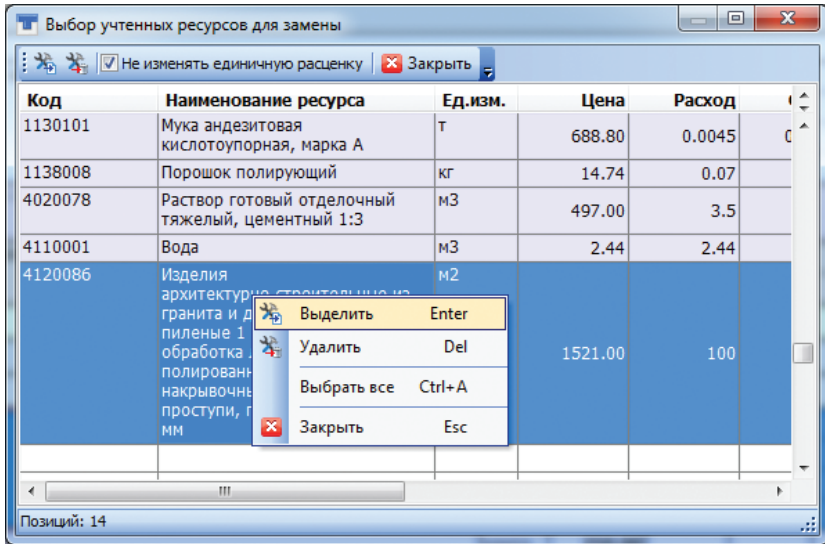 Выбор учтенных ресурсов для замены
Не изменять единичную расценку Закрыть
Код Наименование ресурса Ед.изм. Цена Расход
1130101 Мука андезитовая кислотоупорная, марка А т 688.80 0.0045
1138008 Порошок полирующий кг 14.74 0.07
4020078 Раствор готовый отделочный тяжелый, цементный 1:3 м3 497.00 3.5
4110001 Вода м3 2.44 2.44
4120086 Изделия м2 1521.00 100
гранита и
пиленые 1
обработка
накрывочн
проступи,
мм
Выделить Enter
Удалить Del
Выбрать все Ctrl+A
Закрыть Esc
Позиций: 14